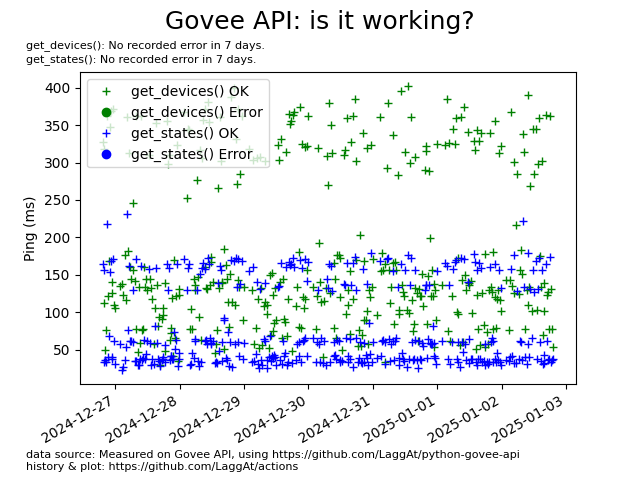 Govee API: is it working?
get_devices(): No recorded error in 7 days.
get_states(): No recorded error in 7 days.
get_devices() OK
get_devices() Error
get_states() OK
get_states() Error
Ping (ms)
400
350
300
250
200
150
100
50
2024-12-27
2024-12-28
2024-12-29
2024-12-30
2024-12-31
2025-01-01
2025-01-02
2025-01-03
data source: Measured on Govee API, using https://github.com/LaggAt/python-govee-api
history & plot: https://github.com/LaggAt/actions